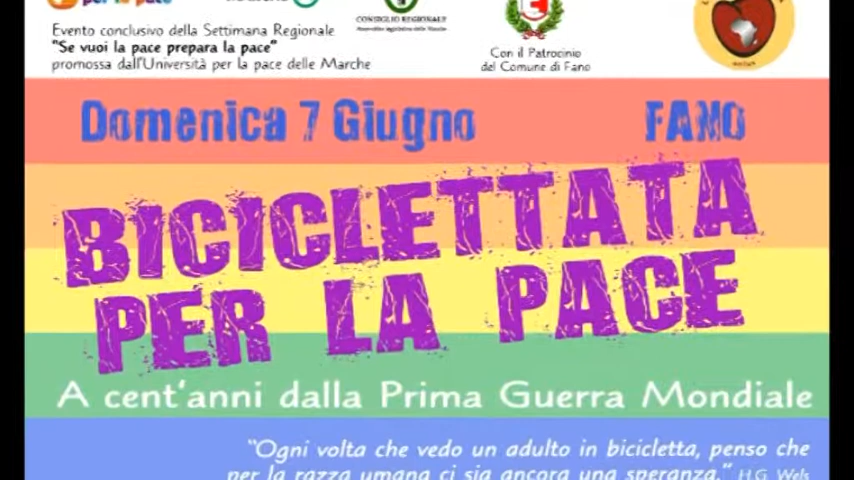 per la pace
CONSIGLIO REGIONALE
Evento conclusivo della Settimana Regionale
"Se vuoi la pace prepara la pace"
promossa dall'Università per la pace delle Marche
Con il Patrocinio
del Comune di Fano
Domenica 7 Giugno FANO
BICICLETTATA
PER LA PACE
A cent'anni dalla Prima Guerra Mondiale
"Ogni volta che vedo un adulto in bicicletta, penso che
per la razza umana ci sia ancora una speranza." H.G. Wels